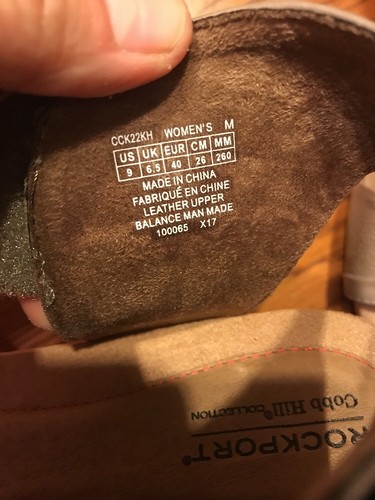 CCK22KH WOMEN'S M
US UK EUR CM MM
9 6.5 40 26 260
MADE IN CHINA
FABRIQUÉ EN CHINE
LEATHER UPPER
BALANCE MAN MADE
100065 X17
Cobb Hill® COLLECTION
ROCKPORT®